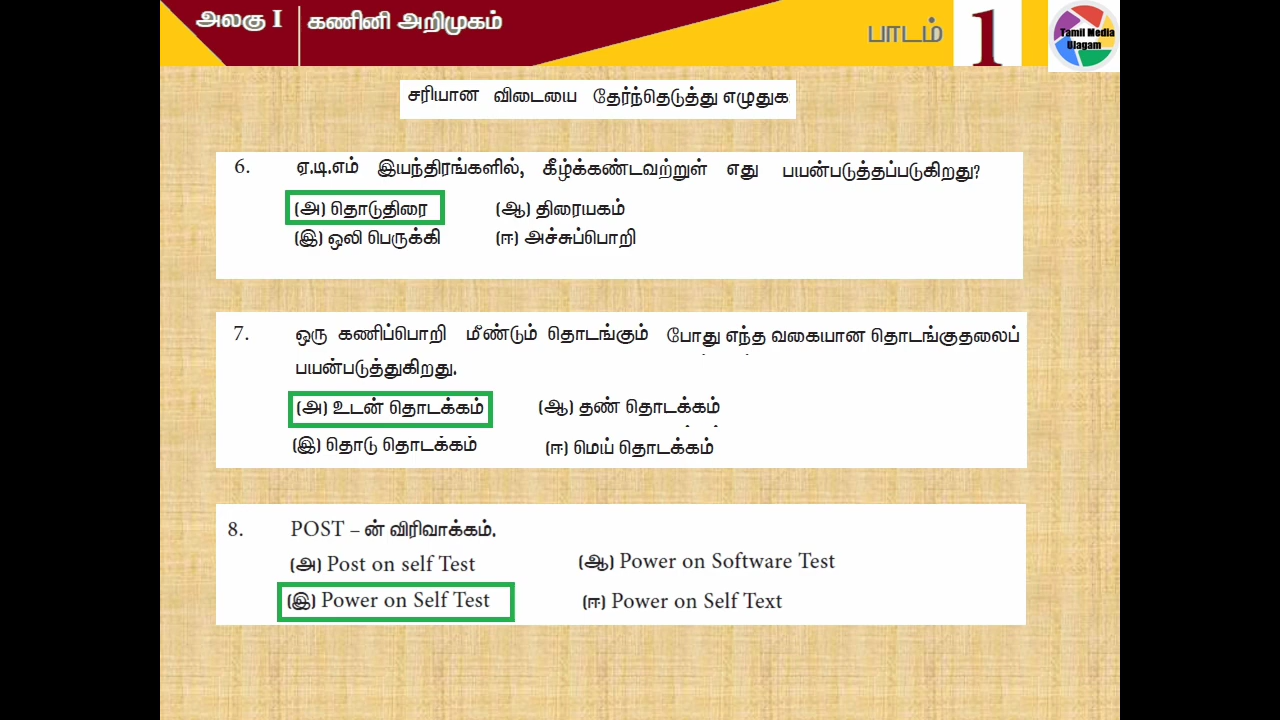 அலகு I
கணினி அறிமுகம்
பாடம் 1
Tamil Media
Ulagam
சரியான விடையை தேர்ந்தெடுத்து எழுதுக
6. ஏ.டி.எம் இயந்திரங்களில், கீழ்க்கண்டவற்றுள் எது பயன்படுத்தப்படுகிறது?
(அ) தொடுதிரை (ஆ) திரையகம்
(இ) ஒலி பெருக்கி (ஈ) அச்சுப்பொறி
7. ஒரு கணிப்பொறி மீண்டும் தொடங்கும் போது எந்த வகையான தொடங்குதலைப்
பயன்படுத்துகிறது.
(அ) உடன் தொடக்கம் (ஆ) தண் தொடக்கம்
(இ) தொடு தொடக்கம் (ஈ) மெய் தொடக்கம்
8. POST – ன் விரிவாக்கம்.
(அ) Post on self Test (ஆ) Power on Software Test
(இ) Power on Self Test (ஈ) Power on Self Text